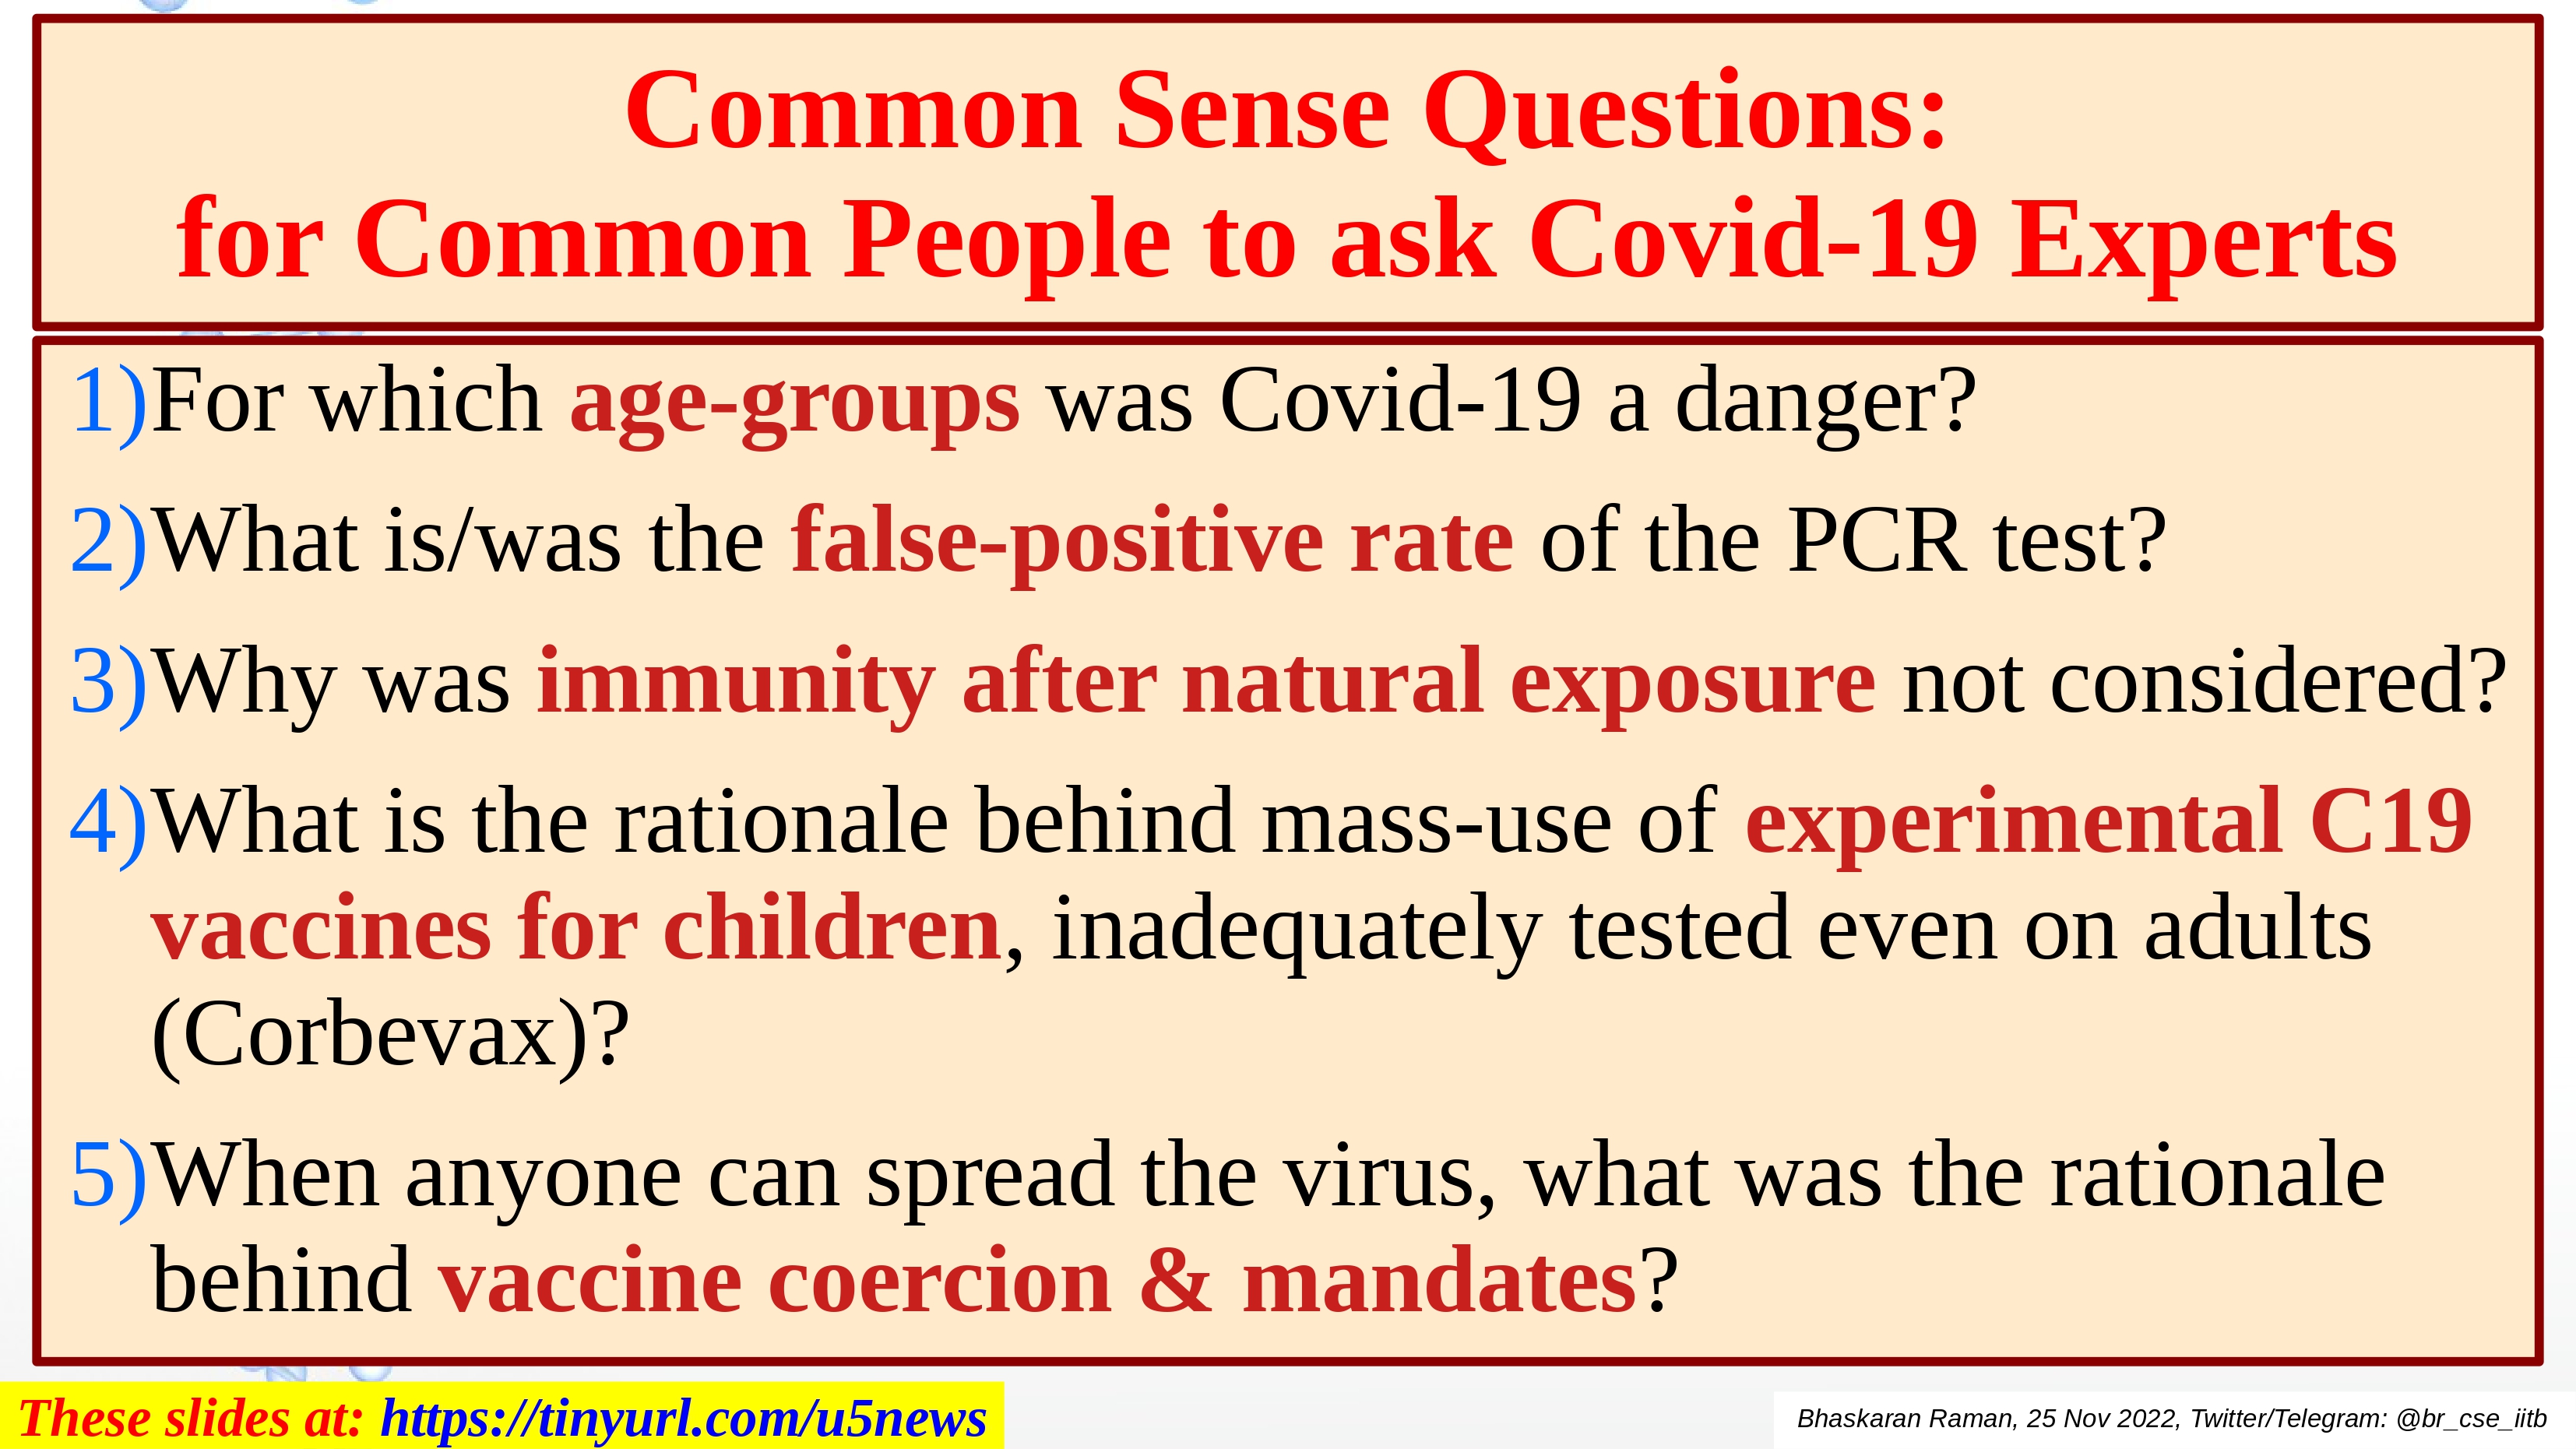 Common Sense Questions:
for Common People to ask Covid-19 Experts
1)For which age-groups was Covid-19 a danger?
2)What is/was the false-positive rate of the PCR test?
3)Why was immunity after natural exposure not considered?
4)What is the rationale behind mass-use of experimental C19
vaccines for children, inadequately tested even on adults
(Corbevax)?
5)When anyone can spread the virus, what was the rationale
behind vaccine coercion & mandates?
These slides at: https://tinyurl.com/u5news
Bhaskaran Raman, 25 Nov 2022, Twitter/Telegram: @br_cse_iitb